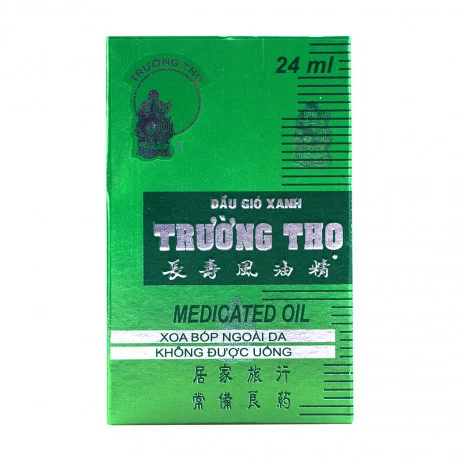 TRƯỜNG THỌ
24 ml
DẦU GIÓ XANH
TRƯỜNG THỌ
長壽風油精
MEDICATED OIL
XOA BÓP NGOÀI DA
KHÔNG ĐƯỢC UỐNG
居家旅行
常備良药